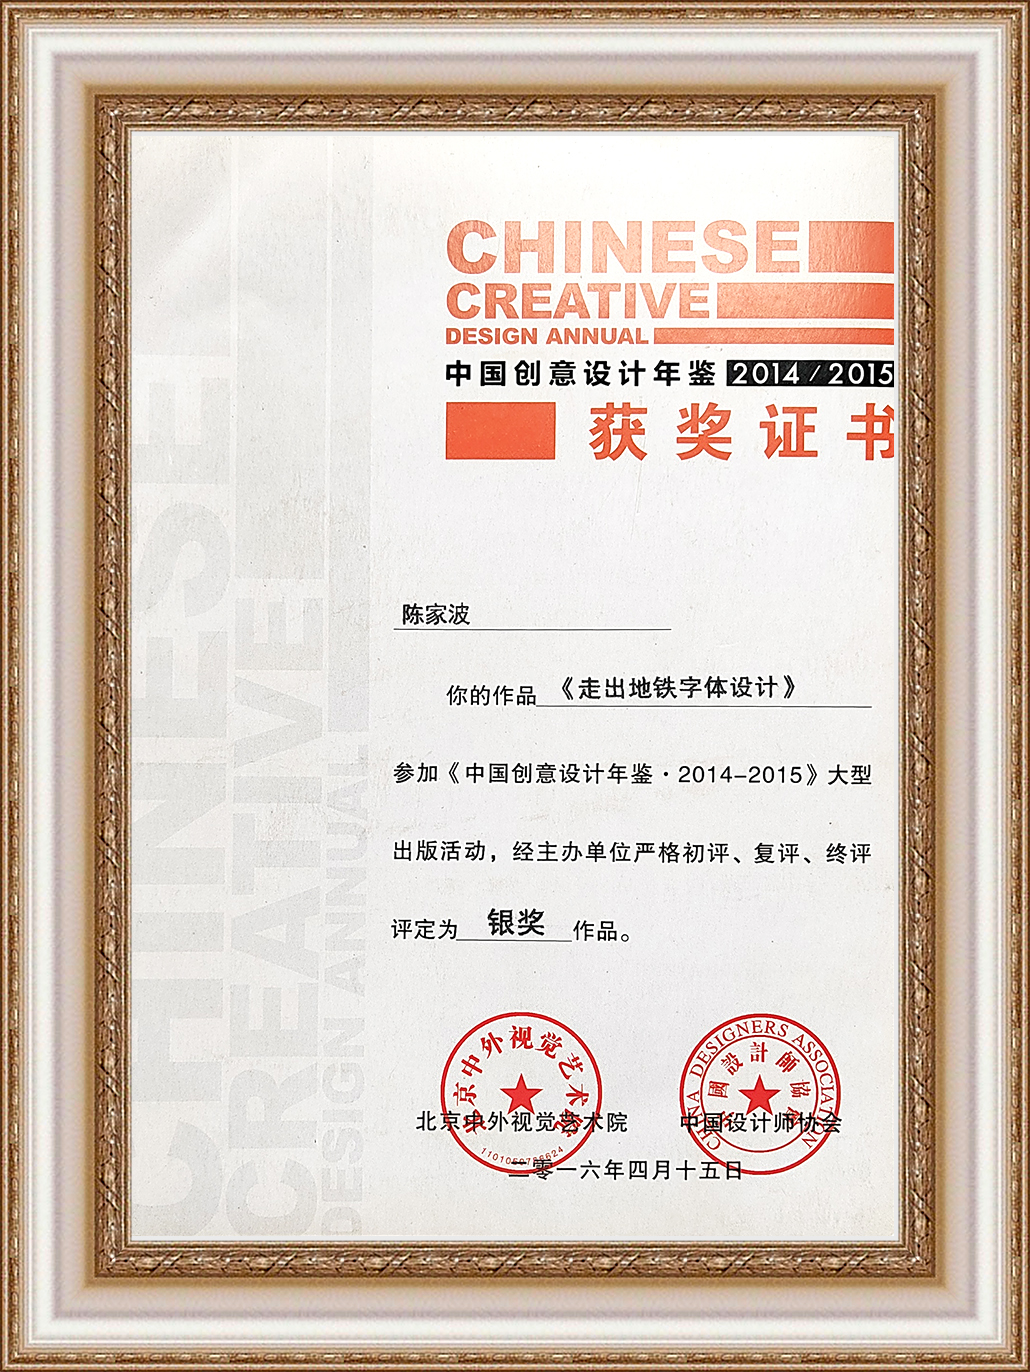 CHINESE
CREATIVE
DESIGN ANNUAL
中国创意设计年鉴 2014/2015
获奖证书
陈家波
你的作品《走出地铁字体设计》
参加《中国创意设计年鉴·2014-2015》大型
出版活动，经主办单位严格初评、复评、终评
评定为 银奖 作品。
北京中外视觉艺术院
CHINA DESIGNERS ASSOCIATION
中國設計師協會
北京中外视觉艺术院 中国设计师协会
二零一六年四月十五日
CHINESE
CREATIVE
DESIGN ANNUAL